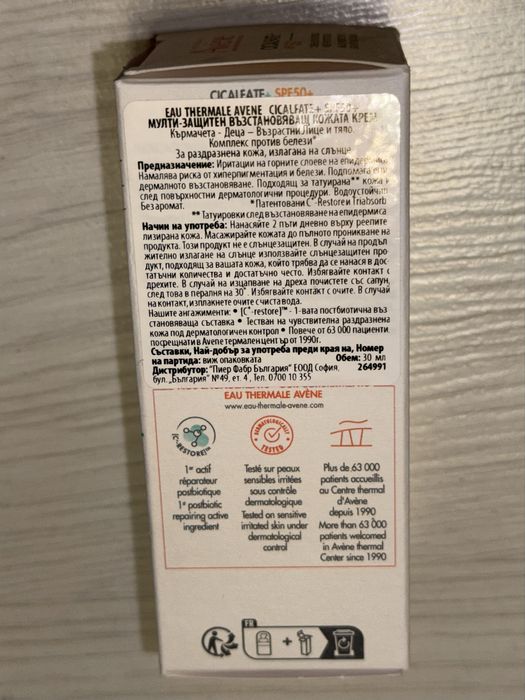 CICALFATE+ SPF50+
EAU THERMALE AVENE CICALFATE+ SPF50+
МУЛТИ-ЗАЩИТЕН ВЪЗСТАНОВЯВАЩ КОЖАТА КРЕМ
Кърмачета - Деца – Възрастни Лице и тяло.
Комплекс против белези
За раздразнена кожа, излагана на слънце
Предназначение: Иритации на горните слоеве на епидермиса.
Намалява риска от хиперпигментация и белези. Подпомага
дермалното възстановяване. Подходящ за татуирана** кожа и
след повърхностни дерматологични процедури. Водоустойчив
Без аромат. *Патентовани C⁺-Restore и Triabsorb
**Татуировки след възстановяване на епидермиса
Начин на употреба: Нанасяйте 2 пъти дневно върху реепите
лизирана кожа. Масажирайте кожата до пълното проникване на
продукта. Този продукт не е слънцезащитен. В случай на продъл
жително излагане на слънце използвайте слънцезащитен про-
дукт, подходящ за вашата кожа, който трябва да се нанася в дос-
татъчни количества и достатъчно често. Избягвайте контакт с
дрехите. В случай на изцапване на дреха почистете със сапун,
след това в пералня на 30°. Избягвайте контакт с очите. В случай
на контакт, изплакнете очите с чиста вода.
Нашите ангажименти: • [C⁺-restore]™ - 1-вата постбиотична въз
становяваща съставка • Тестван на чувствителна раздразнена
кожа под дерматологичен контрол • Повече от 63 000 пациенти
посрещнати в Avene термален център от 1990г.
Съставки, Най-добър за употреба преди края на, Номер
на партида: виж опаковката Обем: 30 мл
Дистрибутор: "Пиер Фабр България" ЕООД София, 264991
бул. „България" №49, ет. 4, Тел. 0700 10 355
EAU THERMALE AVÈNE
www.eau-thermale-avene.com
[C⁺-RESTORE]™
DERMATOLOGICALLY
TESTED
1er actif
réparateur
postbiotique
1st postbiotic
repairing active
ingredient
Testé sur peaux
sensibles irritées
sous contrôle
dermatologique
Tested on sensitive
irritated skin under
dermatological
control
Plus de 63 000
patients accueillis
au Centre thermal
d'Avène
depuis 1990
More than 63 000
patients welcomed
in Avène thermal
Center since 1990
FR
+